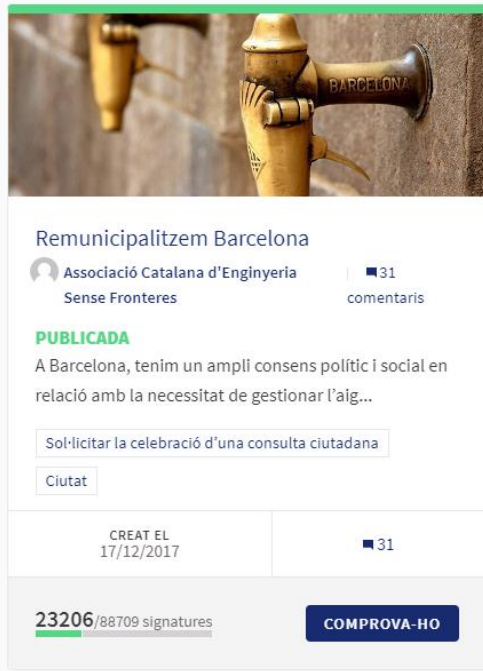 BARCELONA
Remunicipalitzem Barcelona
Associació Catalana d'Enginyeria
Sense Fronteres
31
comentaris
PUBLICADA
A Barcelona, tenim un ampli consens polític i social en
relació amb la necessitat de gestionar l'aig...
Sol·licitar la celebració d'una consulta ciutadana
Ciutat
CREAT EL
17/12/2017
31
23206/88709 signatures
COMPROVA-HO